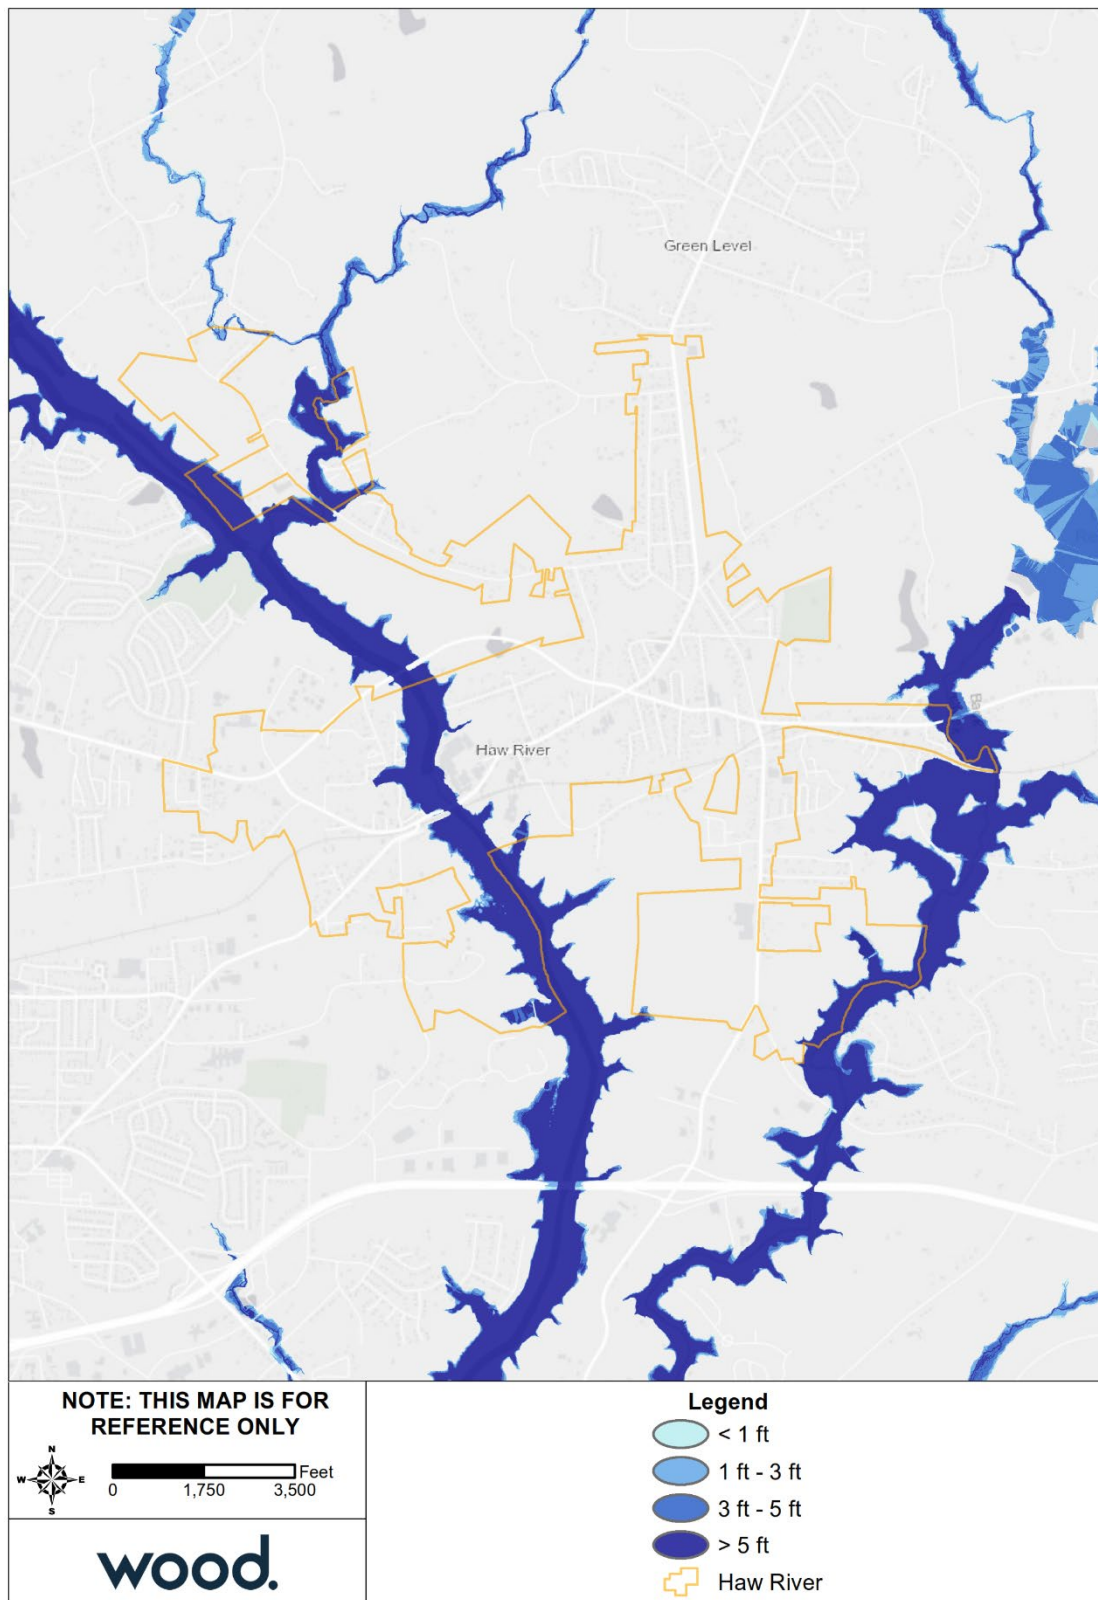 Green Level
Haw River
NOTE: THIS MAP IS FOR
REFERENCE ONLY
N
W
E
S
Feet
0
1,750
3,500
wood.
Legend
< 1 ft
1 ft - 3 ft
3 ft - 5 ft
> 5 ft
Haw River